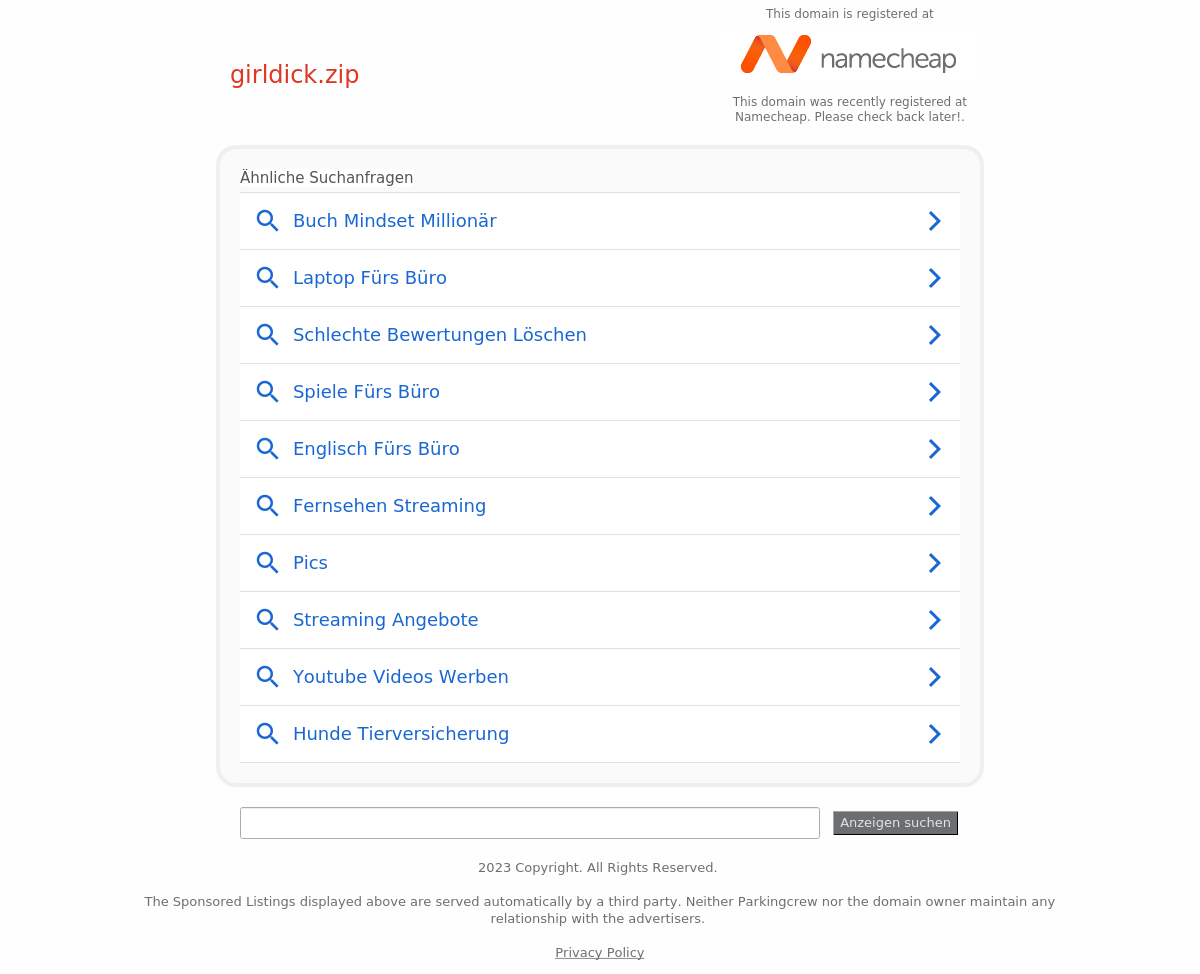 This domain is registered at
namecheap
girldick.zip
This domain was recently registered at
Namecheap. Please check back later!.
Ähnliche Suchanfragen
Buch Mindset Millionär
Laptop Fürs Büro
Schlechte Bewertungen Löschen
Spiele Fürs Büro
Englisch Fürs Büro
Fernsehen Streaming
Pics
Streaming Angebote
Youtube Videos Werben
Hunde Tierversicherung
Anzeigen suchen
2023 Copyright. All Rights Reserved.
The Sponsored Listings displayed above are served automatically by a third party. Neither Parkingcrew nor the domain owner maintain any
relationship with the advertisers.
Privacy Policy